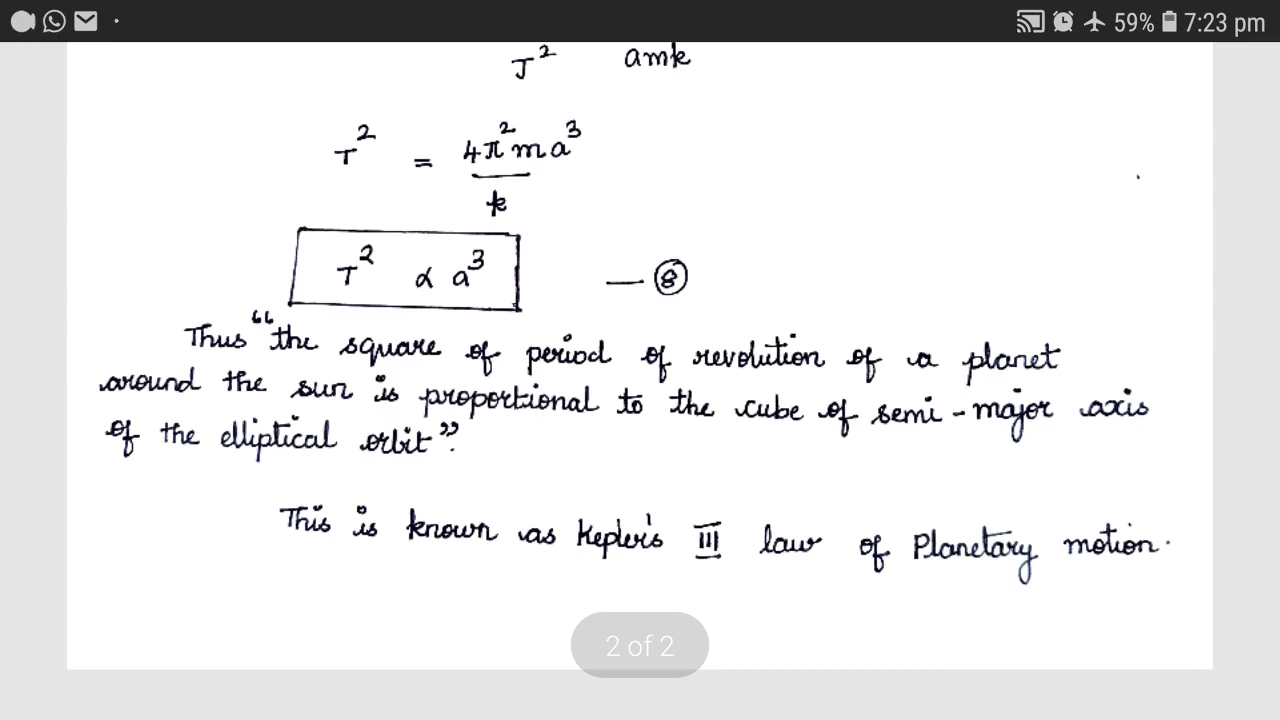 59% 7:23 pm
J² amk
T² = 4π²ma³
k
T² ∝ a³ — ⑧
Thus “the square of period of revolution of a planet
around the sun is proportional to the cube of semi-major axis
of the elliptical orbit”.
This is known as Kepler's III law of Planetary motion.
2 of 2